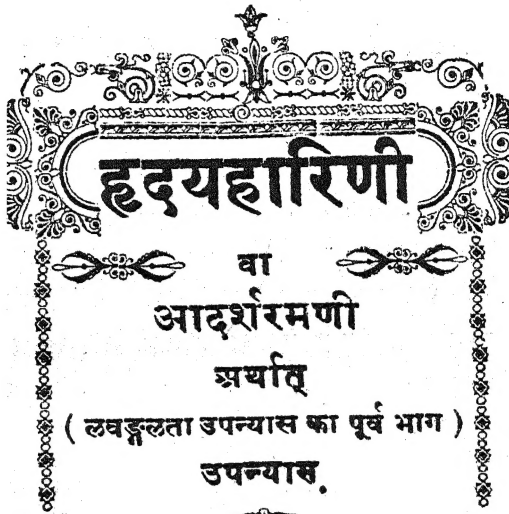 हृदयहारिणी
वा
आदर्शरमणी
अर्थात्
( लवङ्गलता उपन्यास का पूर्व भाग )
उपन्यास.